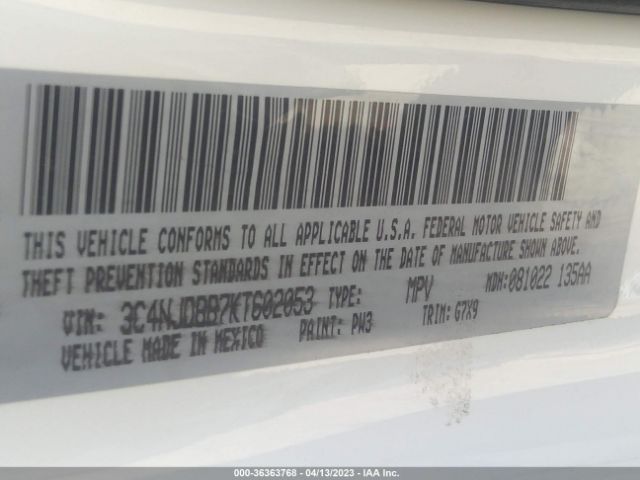 THIS VEHICLE CONFORMS TO ALL APPLICABLE U.S.A. FEDERAL MOTOR VEHICLE SAFETY AND
THEFT PREVENTION STANDARDS IN EFFECT ON THE DATE OF MANUFACTURE SHOWN ABOVE.
VIN: 3C4NJDBB7KT602053 TYPE: MPV MDH:081022 135AA
VEHICLE MADE IN MEXICO PAINT: PW3 TRIM:G7X9
000-36363768 - 04/13/2023 - IAA Inc.